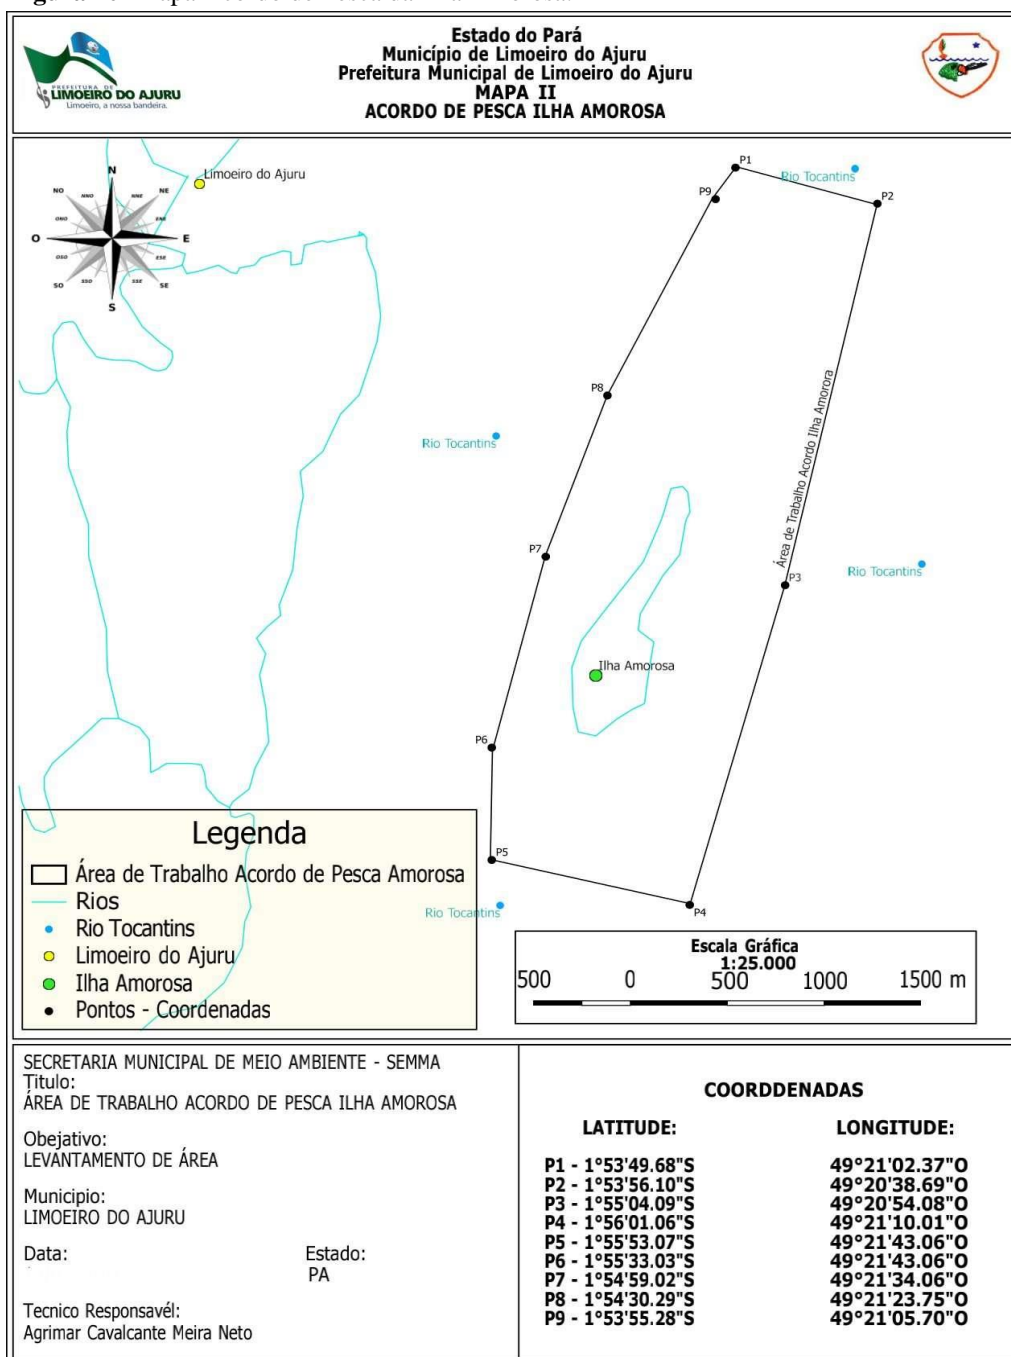 Estado do Pará
Município de Limoeiro do Ajuru
Prefeitura Municipal de Limoeiro do Ajuru
MAPA II
ACORDO DE PESCA ILHA AMOROSA
PREFEITURA DE
LIMOEIRO DO AJURU
Limoeiro, a nossa bandeira.
N
NO
NNO
NNE
NE
ONO
ENE
O
E
OSO
ESE
SO
SSO
SSE
SE
S
Limoeiro do Ajuru
P1
Rio Tocantins
P9
P2
P8
Rio Tocantins
Área de Trabalho Acordo Ilha Amorora
P7
Rio Tocantins
P3
Ilha Amorosa
P6
P5
Rio Tocantins
P4
Legenda
Área de Trabalho Acordo de Pesca Amorosa
Rios
Rio Tocantins
Limoeiro do Ajuru
Ilha Amorosa
Pontos - Coordenadas
Escala Gráfica
1:25.000
500 0 500 1000 1500 m
SECRETARIA MUNICIPAL DE MEIO AMBIENTE - SEMMA
Titulo:
ÁREA DE TRABALHO ACORDO DE PESCA ILHA AMOROSA
Obejativo:
LEVANTAMENTO DE ÁREA
Municipio:
LIMOEIRO DO AJURU
Data: Estado:
PA
Tecnico Responsavél:
Agrimar Cavalcante Meira Neto
COORDDENADAS
LATITUDE: LONGITUDE:
P1 - 1°53'49.68"S 49°21'02.37"O
P2 - 1°53'56.10"S 49°20'38.69"O
P3 - 1°55'04.09"S 49°20'54.08"O
P4 - 1°56'01.06"S 49°21'10.01"O
P5 - 1°55'53.07"S 49°21'43.06"O
P6 - 1°55'33.03"S 49°21'43.06"O
P7 - 1°54'59.02"S 49°21'34.06"O
P8 - 1°54'30.29"S 49°21'23.75"O
P9 - 1°53'55.28"S 49°21'05.70"O